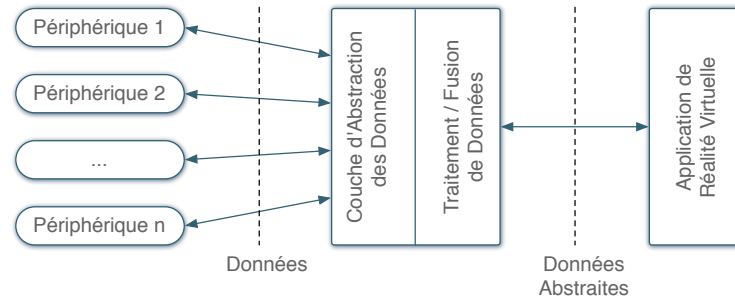 Périphérique 1
Périphérique 2
...
Périphérique n
Couche d'Abstraction
des Données
Traitement / Fusion
de Données
Application de
Réalité Virtuelle
Données
Données
Abstraites